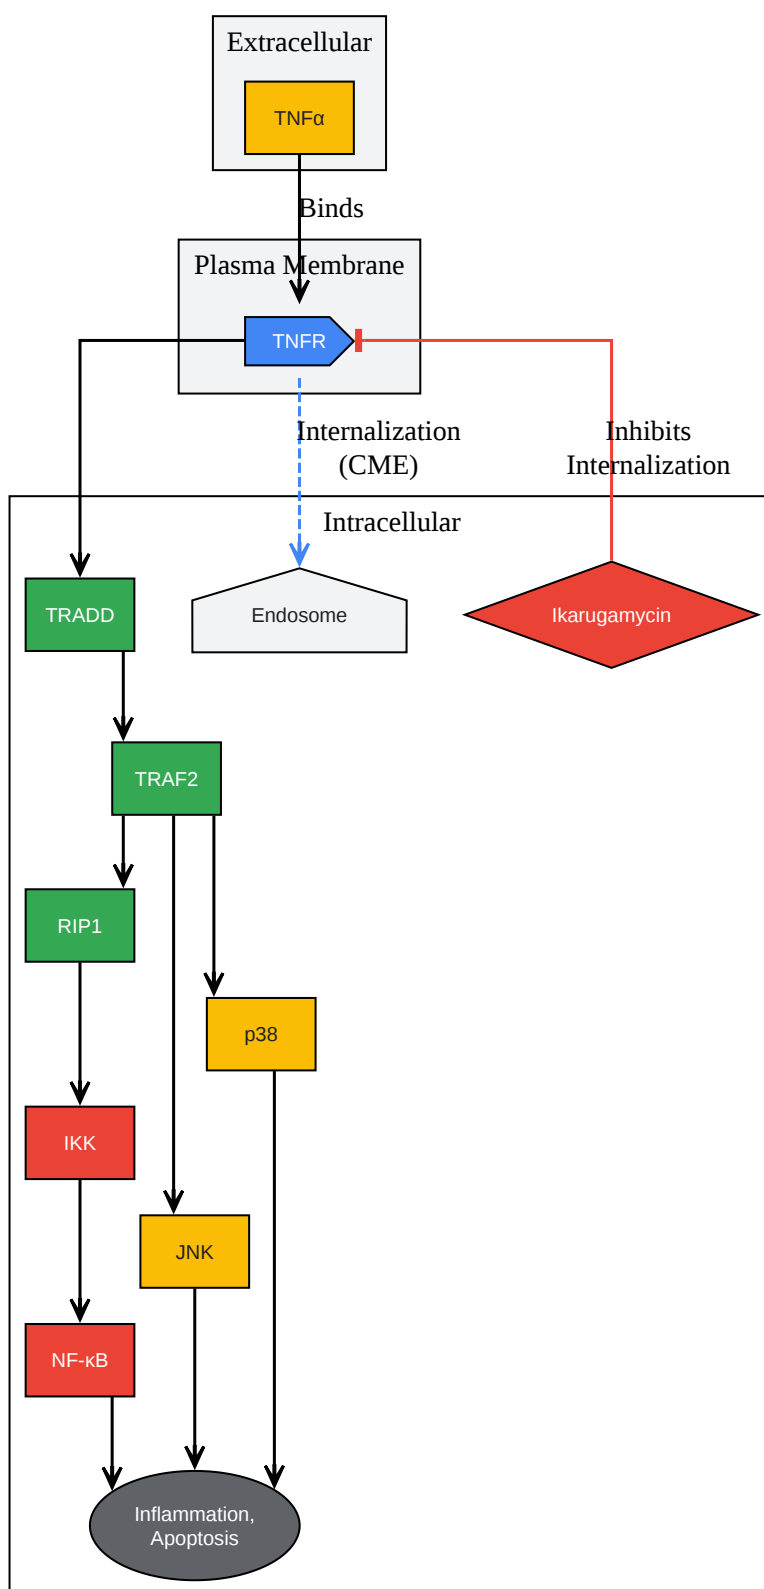 Extracellular
TNFα
Binds
Plasma Membrane
TNFR
Internalization
(CME)
Inhibits
Internalization
Intracellular
TRADD
Endosome
Ikarugamycin
TRAF2
RIP1
p38
IKK
JNK
NF-κB
Inflammation,
Apoptosis